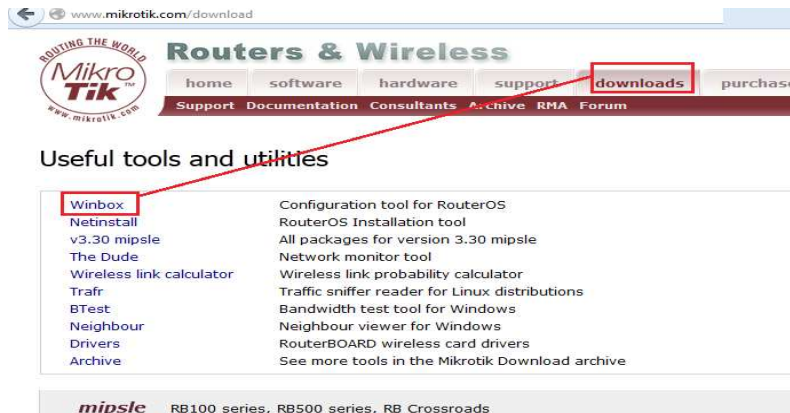 www.mikrotik.com/download
ROUTING THE WORLD
Mikro
Tik TM
www.mikrotik.com
Routers & Wireless
home software hardware support downloads purchase
Support Documentation Consultants Archive RMA Forum
Useful tools and utilities
Winbox Configuration tool for RouterOS
Netinstall RouterOS Installation tool
v3.30 mipsle All packages for version 3.30 mipsle
The Dude Network monitor tool
Wireless link calculator Wireless link probability calculator
Trafr Traffic sniffer reader for Linux distributions
BTest Bandwidth test tool for Windows
Neighbour Neighbour viewer for Windows
Drivers RouterBOARD wireless card drivers
Archive See more tools in the Mikrotik Download archive
mipsle RB100 series, RB500 series, RB Crossroads